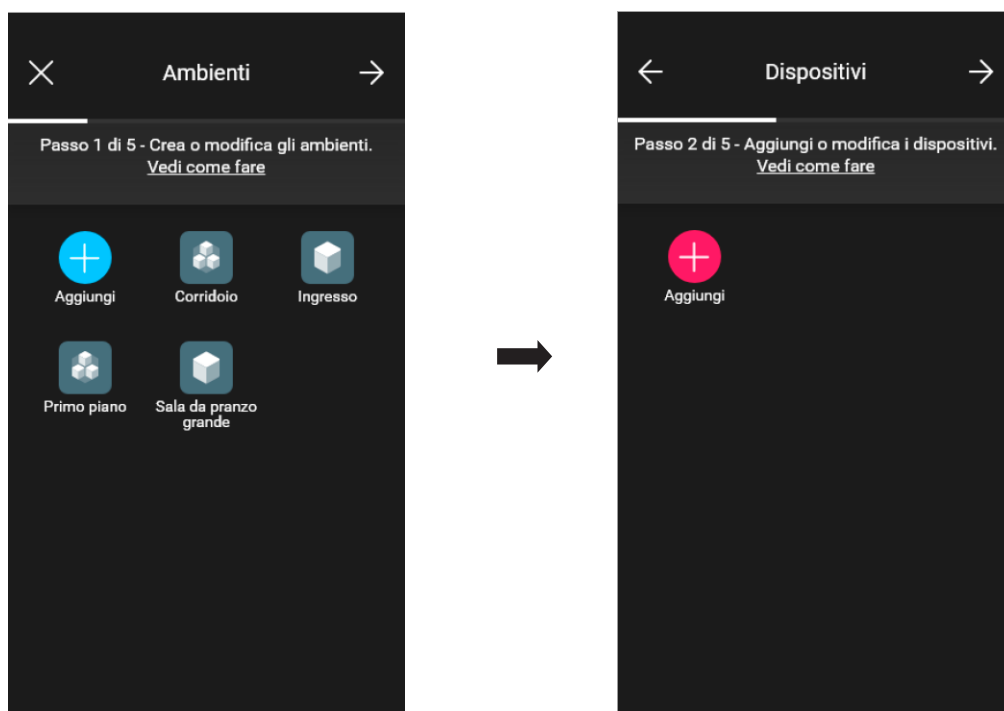 Ambienti
Passo 1 di 5 - Crea o modifica gli ambienti.
Vedi come fare
Aggiungi
Corridoio
Ingresso
Primo piano
Sala da pranzo
grande
Dispositivi
Passo 2 di 5 - Aggiungi o modifica i dispositivi.
Vedi come fare
Aggiungi